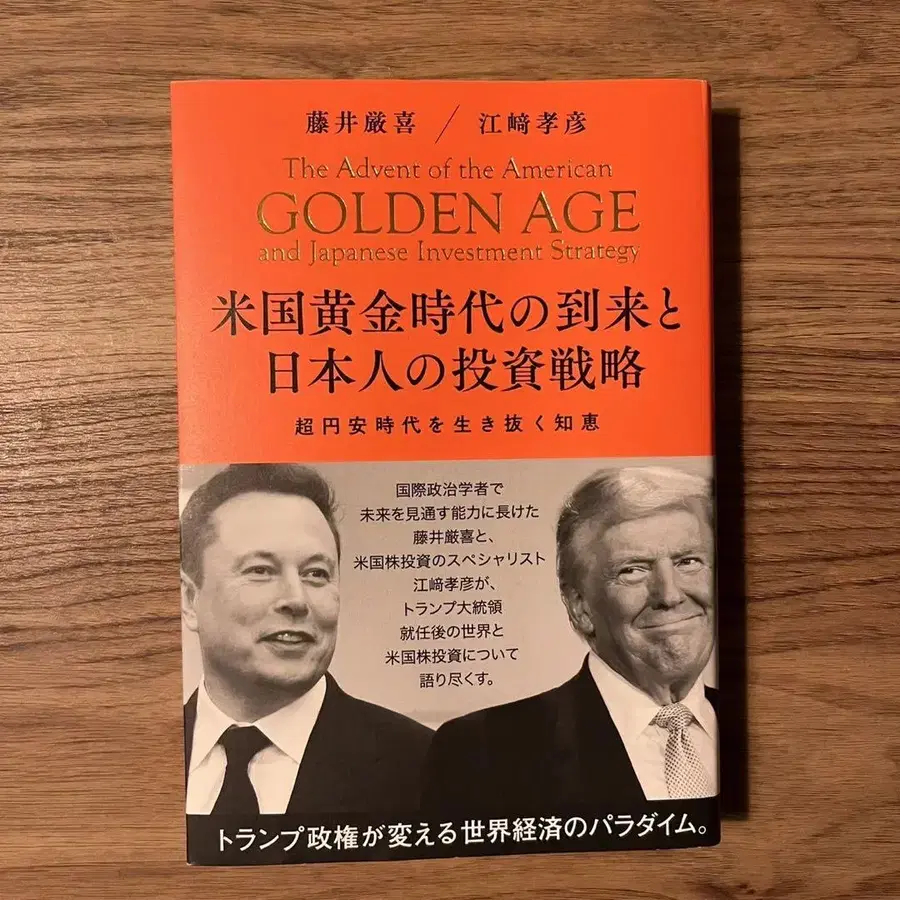 藤井厳喜／江﨑孝彦
The Advent of the American
GOLDEN AGE
and Japanese Investment Strategy
米国黄金時代の到来と
日本人の投資戦略
超円安時代を生き抜く知恵
国際政治学者で
未来を見通す能力に長けた
藤井厳喜と、
米国株投資のスペシャリスト
江﨑孝彦が、
トランプ大統領
就任後の世界と
米国株投資について
語り尽くす。
トランプ政権が変える世界経済のパラダイム。